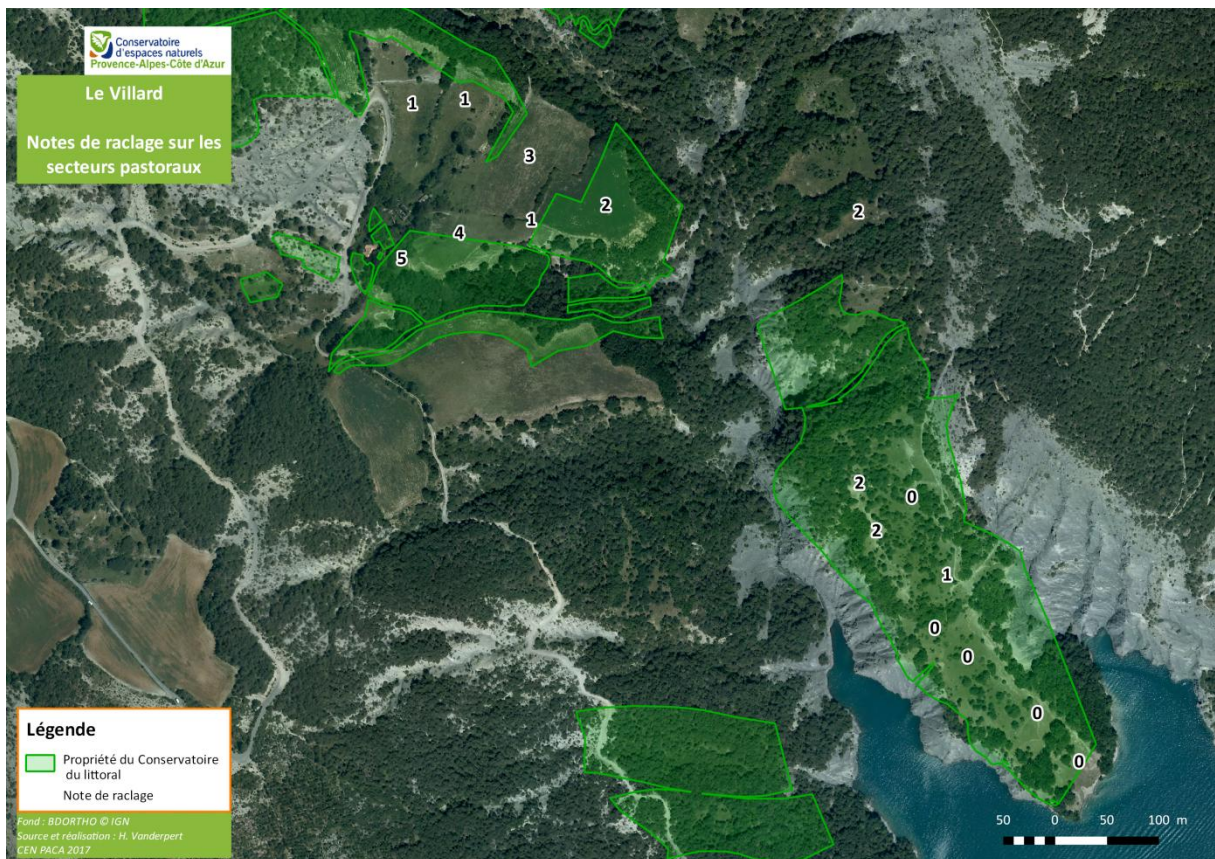 Conservatoire
d'espaces naturels
Provence-Alpes-Côte d'Azur
Le Villard
Notes de raclage sur les
secteurs pastoraux
1
1
3
2
1
2
4
5
2
0
2
1
0
0
0
0
Légende
Propriété du Conservatoire
du littoral
Note de raclage
Fond : BDORTHO © IGN
Source et réalisation : H. Vanderpert
CEN PACA 2017
50 0 50 100 m